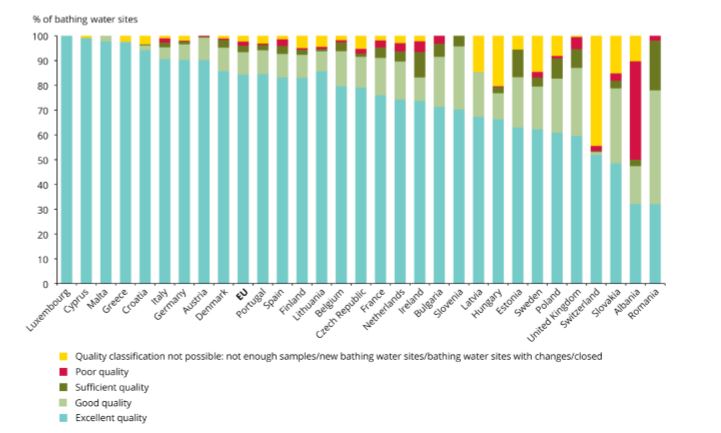 % of bathing water sites
100
90
80
70
60
50
40
30
20
10
0
Luxembourg
Cyprus
Malta
Greece
Croatia
Italy
Germany
Austria
Denmark
EU
Portugal
Spain
Finland
Lithuania
Belgium
Czech Republic
France
Netherlands
Ireland
Bulgaria
Slovenia
Latvia
Hungary
Estonia
Sweden
Poland
United Kingdom
Switzerland
Slovakia
Albania
Romania
Quality classification not possible: not enough samples/new bathing water sites/bathing water sites with changes/closed
Poor quality
Sufficient quality
Good quality
Excellent quality